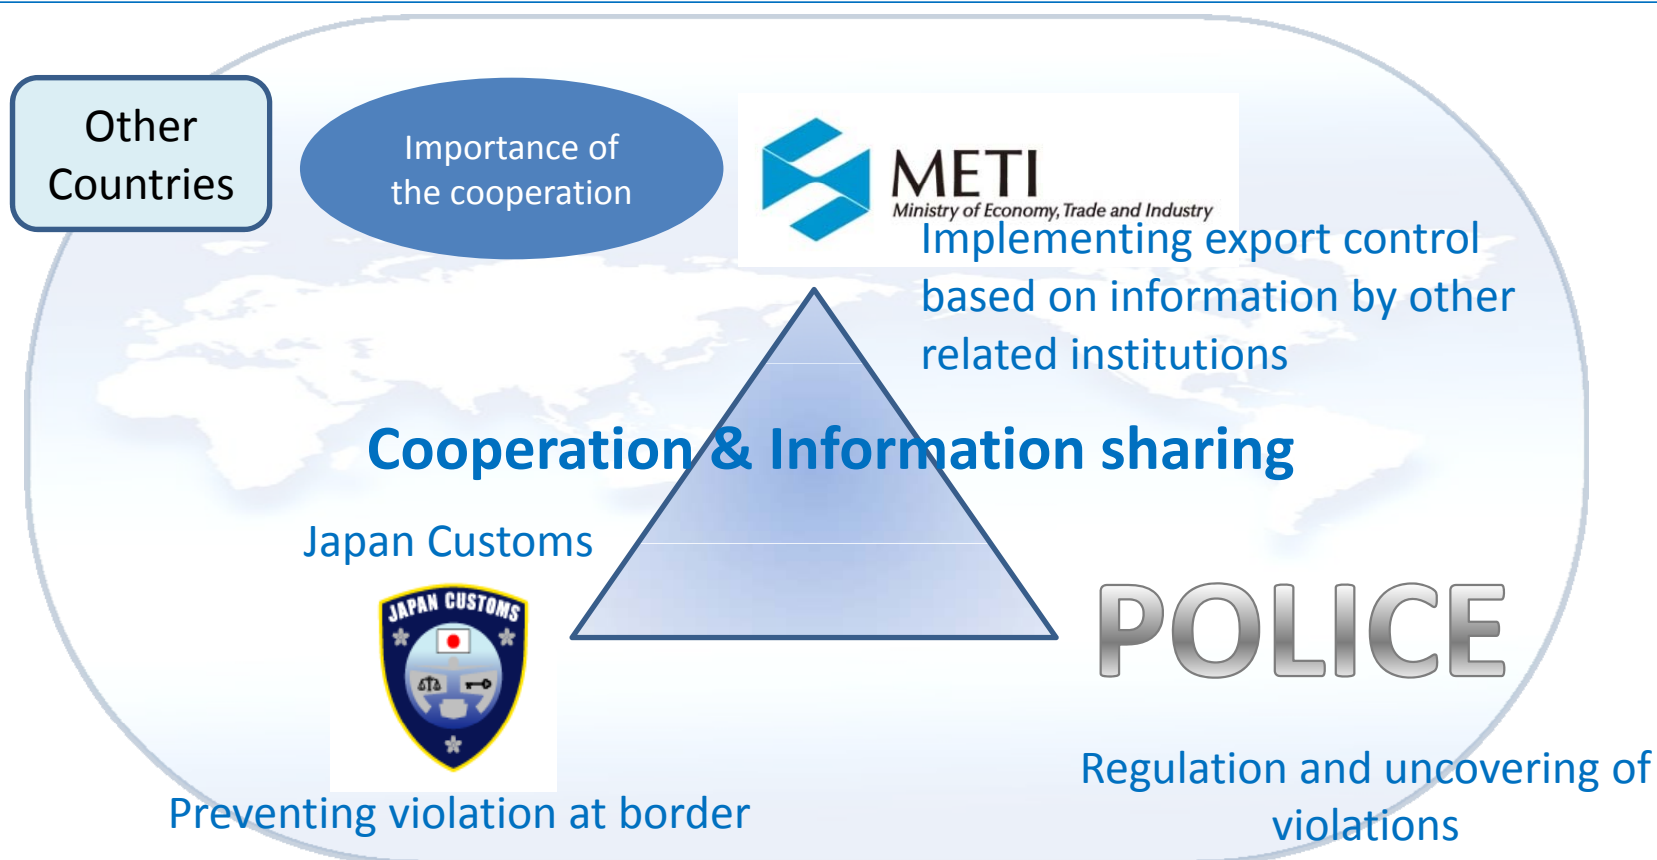 Other
Countries
Importance of
the cooperation
METI
Ministry of Economy, Trade and Industry
Implementing export control
based on information by other
related institutions
Cooperation & Information sharing
Japan Customs
JAPAN CUSTOMS
POLICE
Preventing violation at border
Regulation and uncovering of
violations